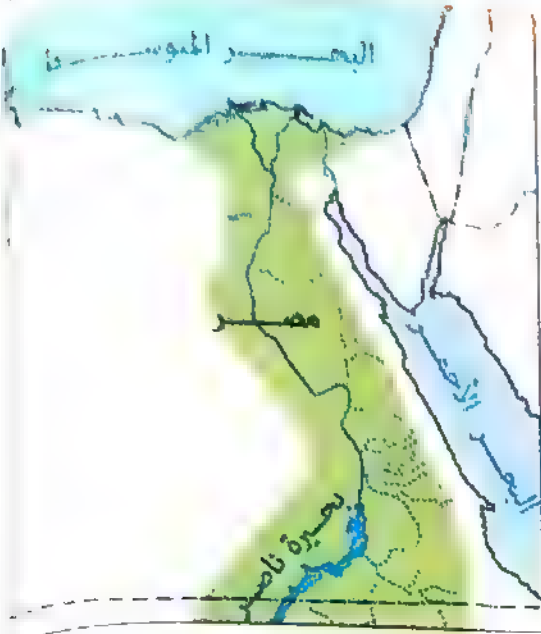 البحر المتوسط
مصر
البحر الأحمر
بحيرة ناصر